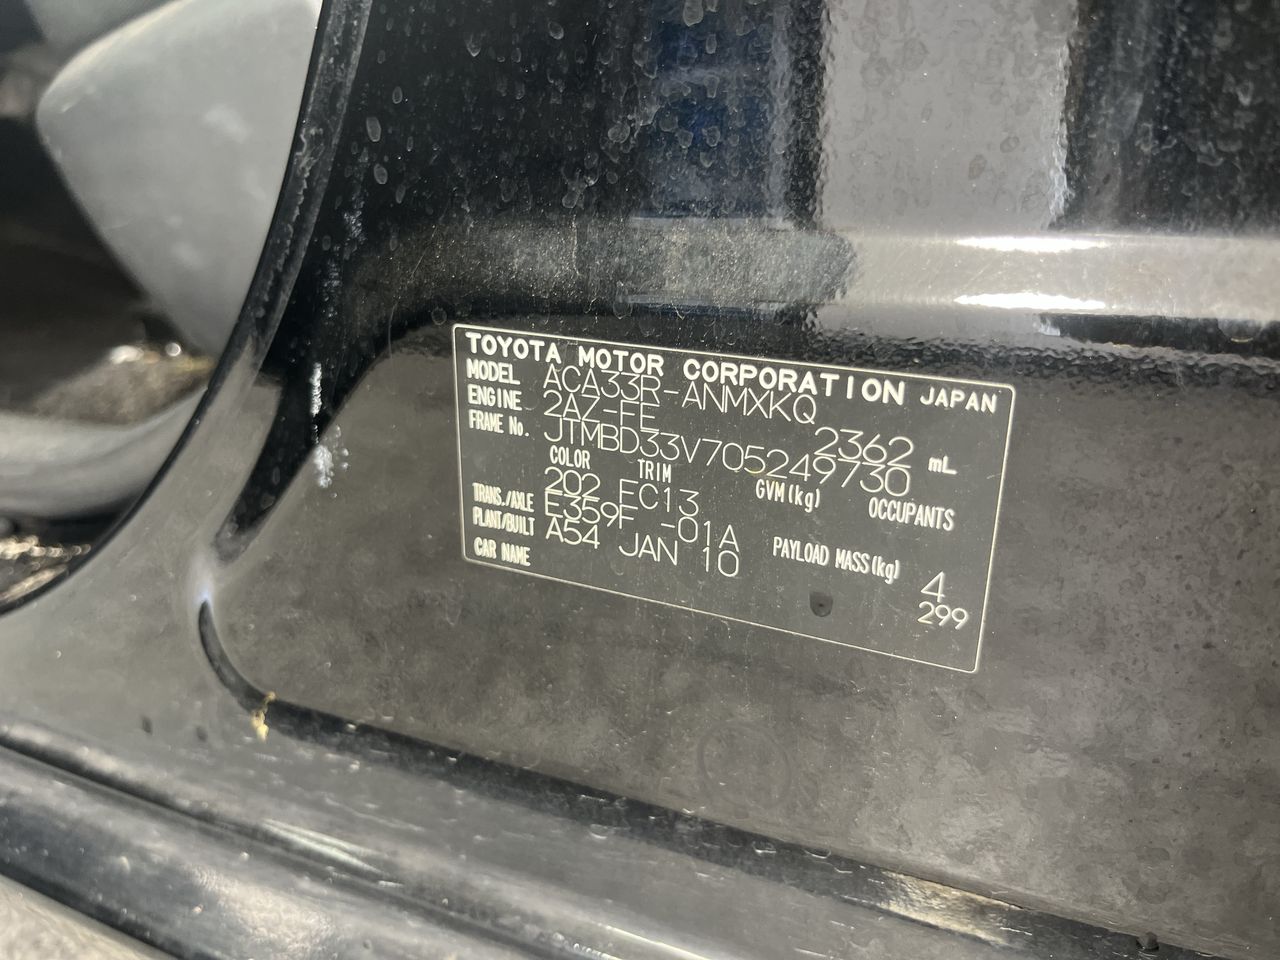 TOYOTA MOTOR CORPORATION JAPAN
MODEL ACA33R-ANMXKQ
ENGINE 2AZ-FE 2362 mL
FRAME No. JTMBD33V705249730
COLOR TRIM GVM(kg) OCCUPANTS
202 FC13
TRANS./AXLE E359F -01A PAYLOAD MASS(kg) 4
PLANT/BUILT A54 JAN 10 299
CAR NAME